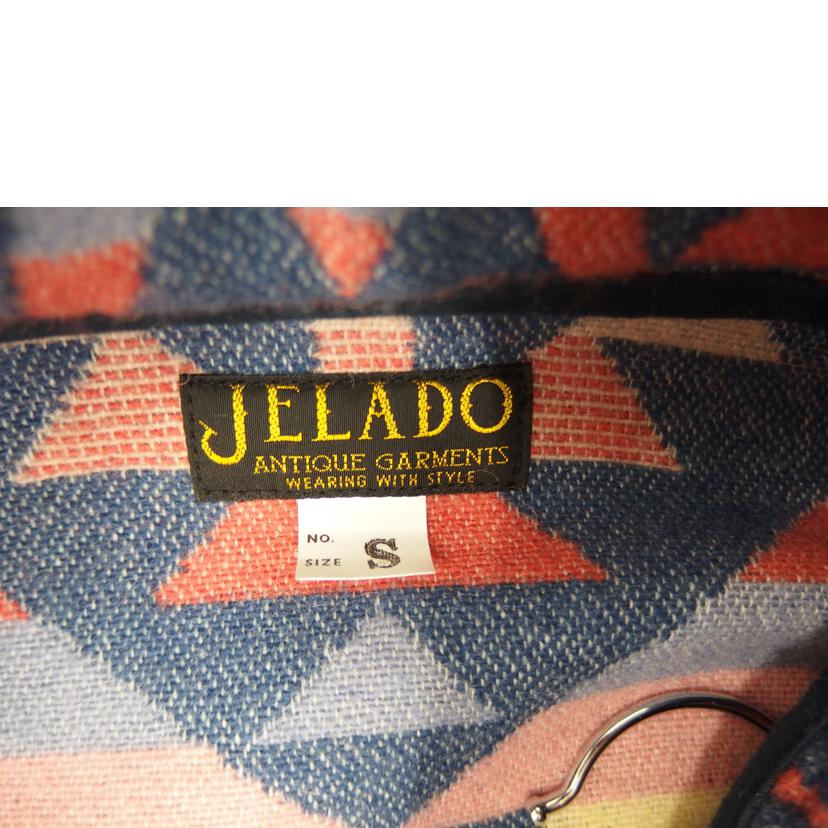 JELADO
ANTIQUE GARMENTS
WEARING WITH STYLE
NO.
SIZE S